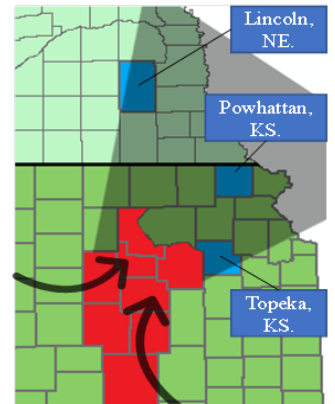 Lincoln,
NE.
Powhattan,
KS.
Topeka,
KS.